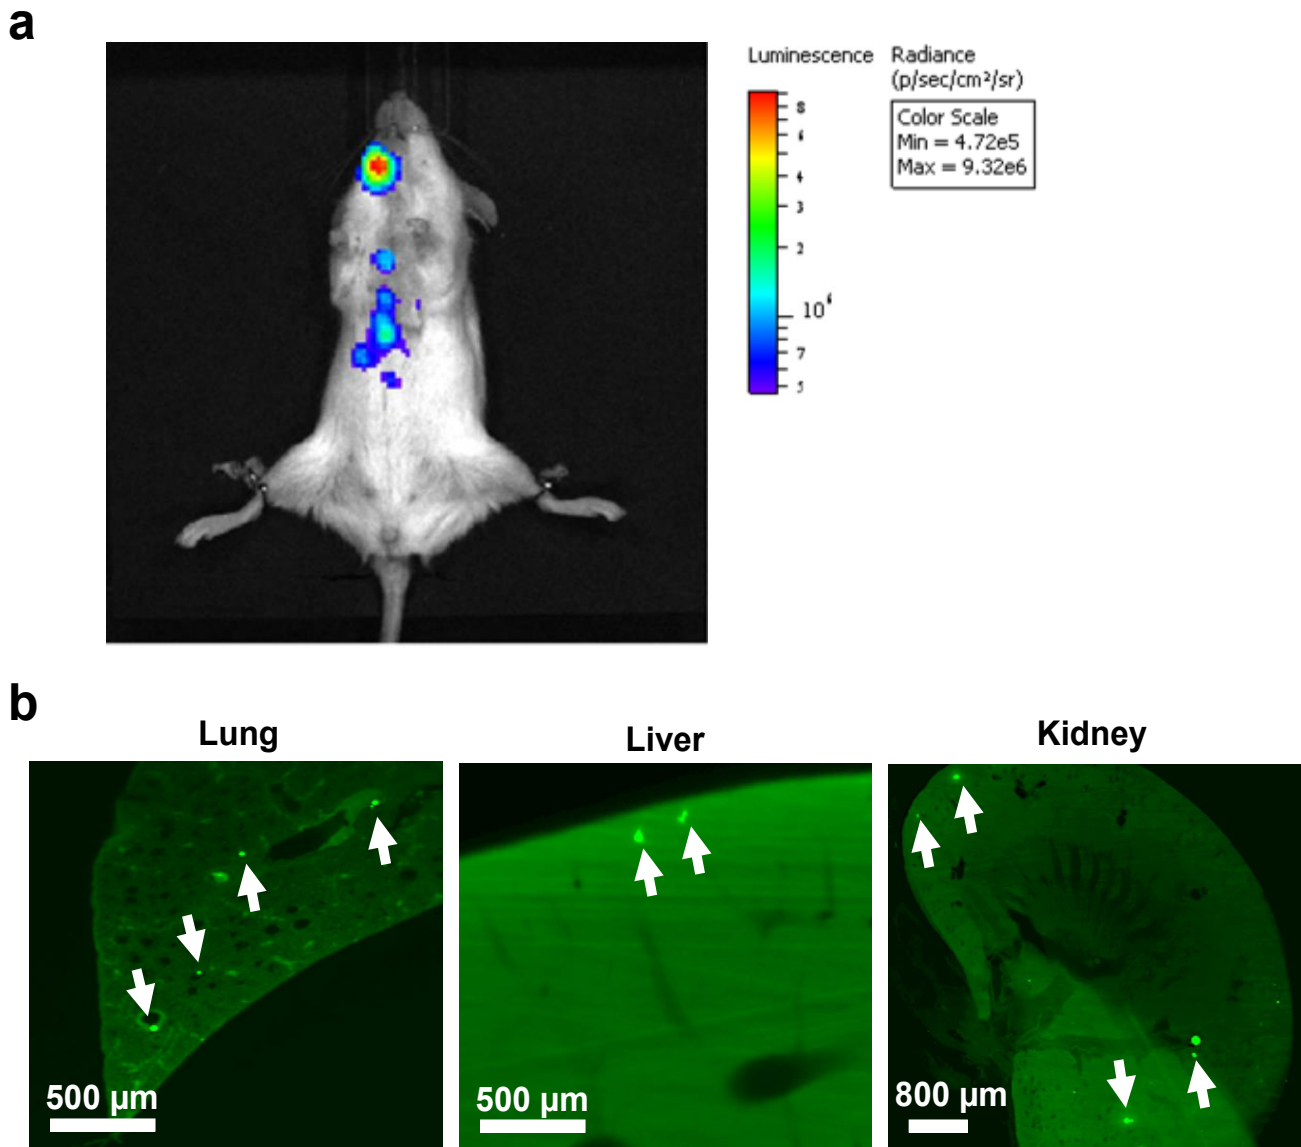 a
Luminescence
Radiance
(p/sec/cm²/sr)
Color Scale
Min = 4.72e5
Max = 9.32e6
8
4
3
2
10⁶
7
5
b
Lung
Liver
Kidney
500 µm
500 µm
800 µm